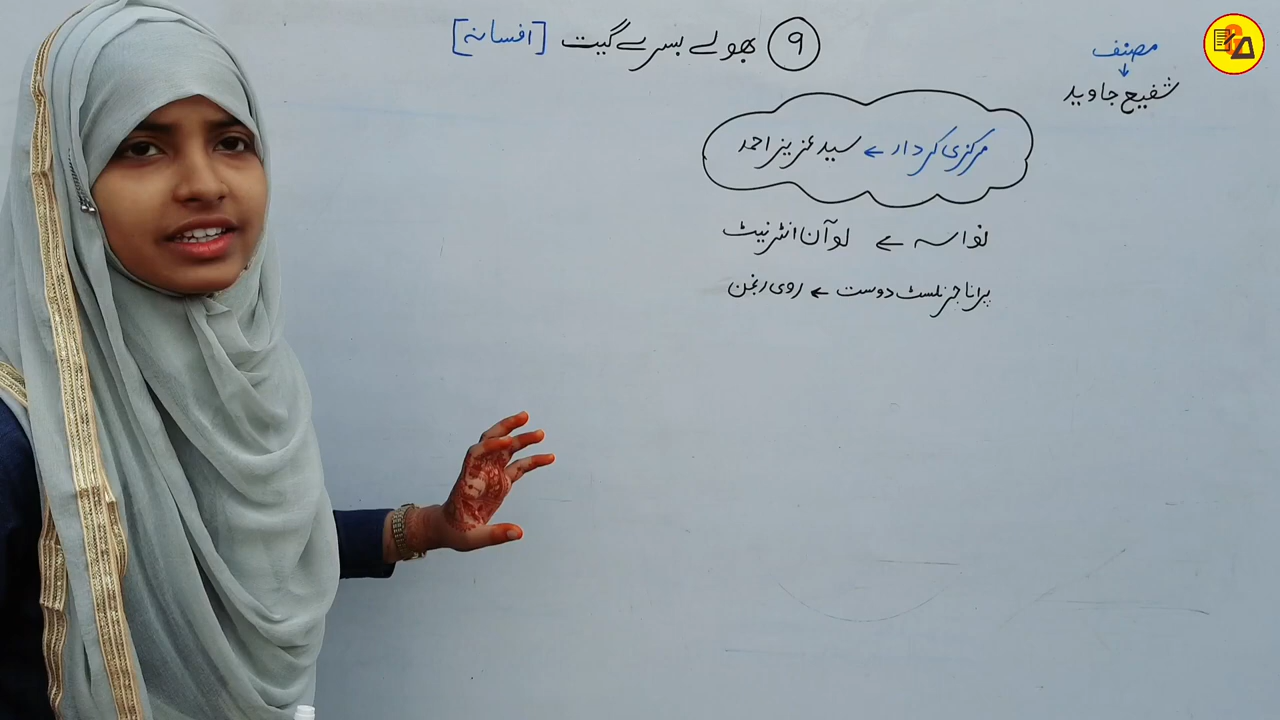 ۹ بھولے بسرے گیت [افسانہ]
مصنف
↓
شفیع جاوید
مرکزی کردار ← سید عزیز احمد
نواسہ ← لو آن انٹرنیٹ
پرانا جرنلسٹ دوست ← روی رنجن